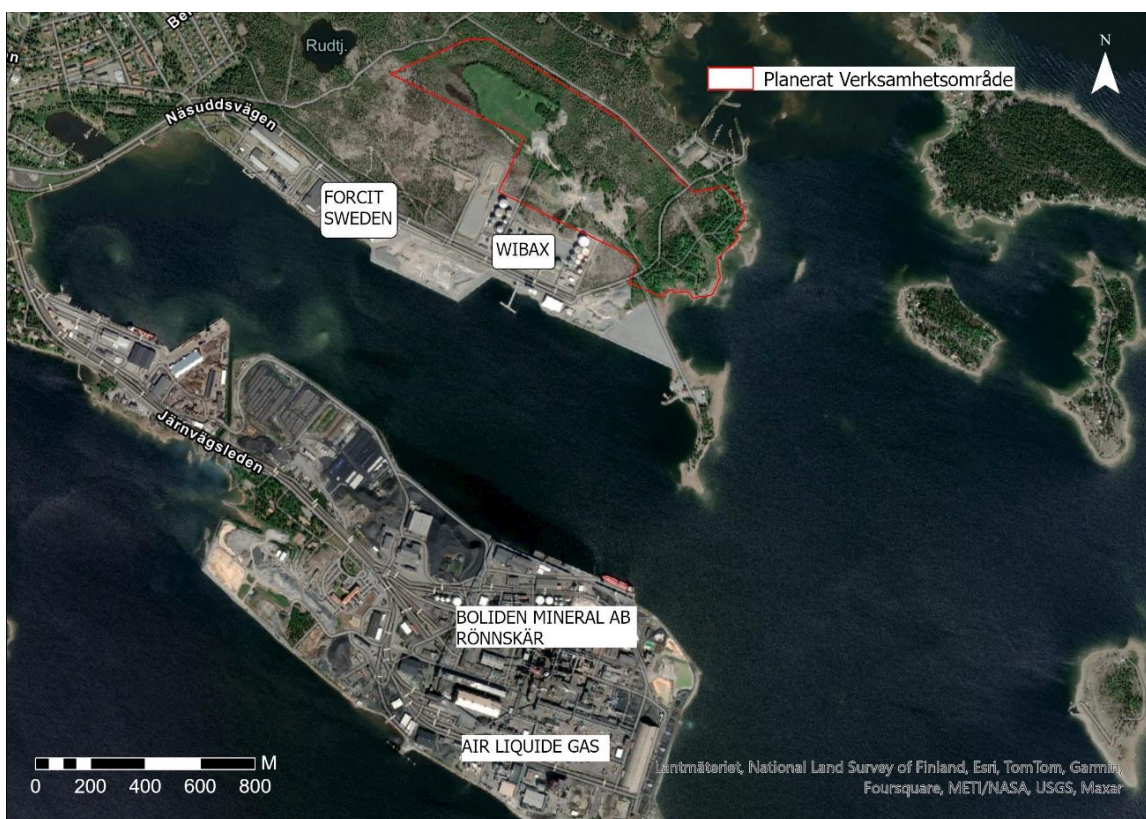 Ber
n
Rudtj.
N
Planerat Verksamhetsområde
Näsuddsvägen
FORCIT
SWEDEN
WIBAX
Järnvägsleden
BOLIDEN MINERAL AB
RÖNNSKÄR
AIR LIQUIDE GAS
M
0 200 400 600 800
Lantmäteriet, National Land Survey of Finland, Esri, TomTom, Garmin,
Foursquare, METI/NASA, USGS, Maxar